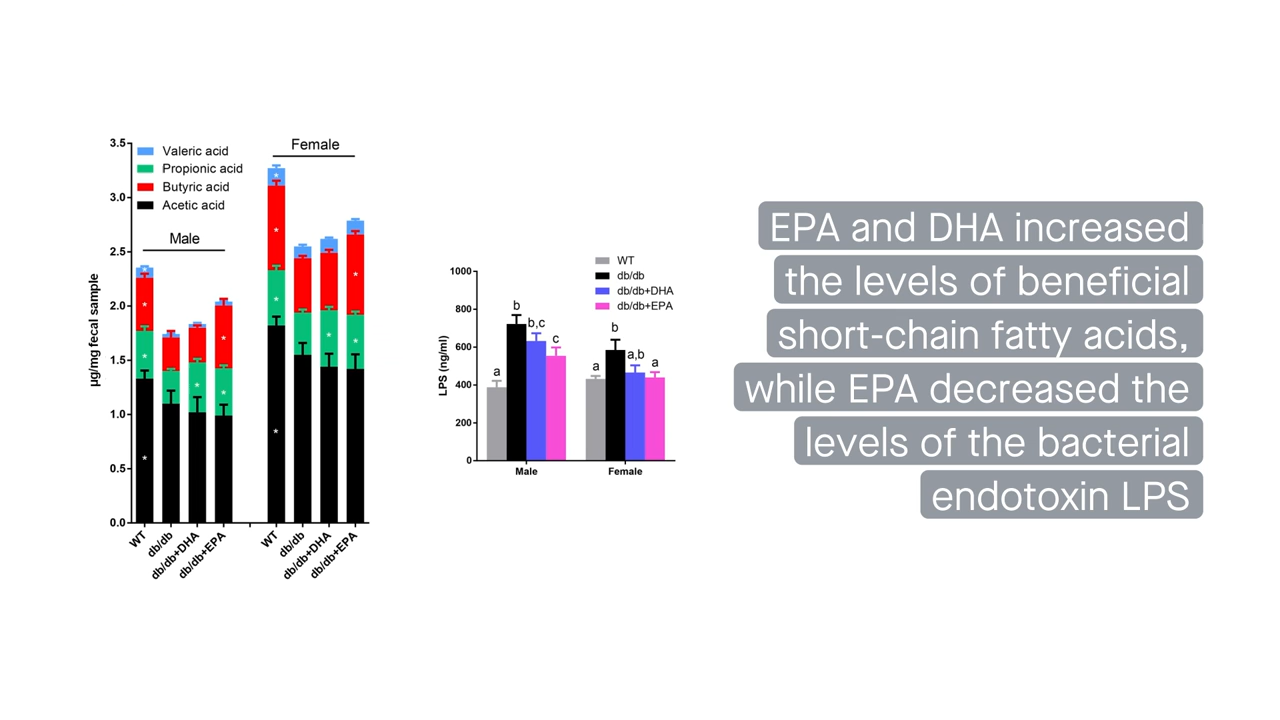 3.5
3.0
2.5
2.0
1.5
1.0
0.5
0.0
µg/mg fecal sample
Valeric acid
Propionic acid
Butyric acid
Acetic acid
Male
Female
* * * *
* *
* *
* * * *
*
* *
WT
db/db
db/db+DHA
db/db+EPA
WT
db/db
db/db+DHA
db/db+EPA
WT
db/db
db/db+DHA
db/db+EPA
1000
800
600
400
200
0
LPS (ng/ml)
a b b,c c
a b a,b a
Male Female
EPA and DHA increased
the levels of beneficial
short-chain fatty acids,
while EPA decreased the
levels of the bacterial
endotoxin LPS